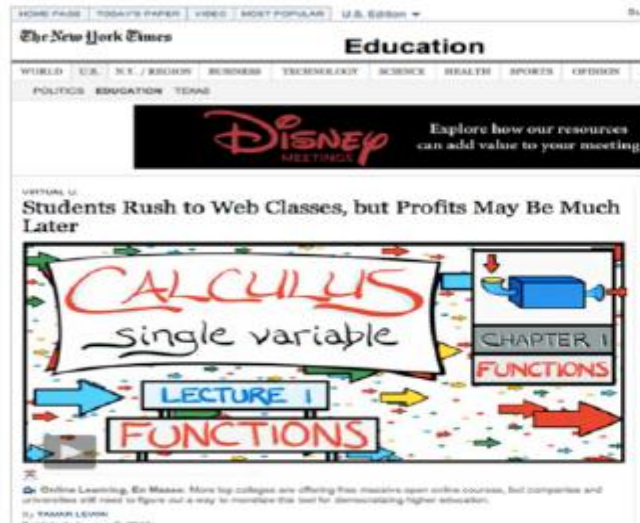 HOME PAGE TODAY'S PAPER VIDEO MOST POPULAR U.S. Edition
The New York Times
Education
WORLD U.S. N.Y. / REGION BUSINESS TECHNOLOGY SCIENCE HEALTH SPORTS OPINION
POLITICS EDUCATION TEXAS
DISNEY
MEETINGS
Explore how our resources
can add value to your meeting
VIRTUAL U.
Students Rush to Web Classes, but Profits May Be Much
Later
CALCULUS
single variable
CHAPTER 1
FUNCTIONS
LECTURE 1
FUNCTIONS
Online Learning, En Masse: More top colleges are offering free massive open online courses, but companies and
universities still need to figure out a way to monetize this tool for democratizing higher education.
By TAMAR LEWIN